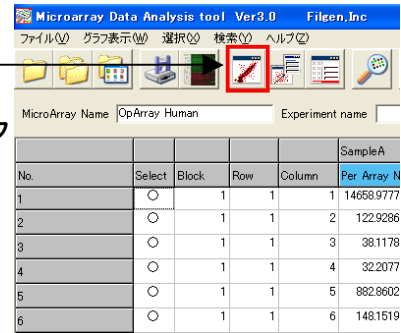 Microarray Data Analysis tool Ver3.0 Filgen,Inc
ファイル(V) グラフ表示(W) 選択(X) 検索(Y) ヘルプ(Z)
MicroArray Name OpArray Human Experiment name
SampleA
No. Select Block Row Column Per Array N
1 1 1 1 14658.9777
2 1 1 2 122.9286
3 1 1 3 38.1178
4 1 1 4 32.2077
5 1 1 5 882.8602
6 1 1 6 148.1519